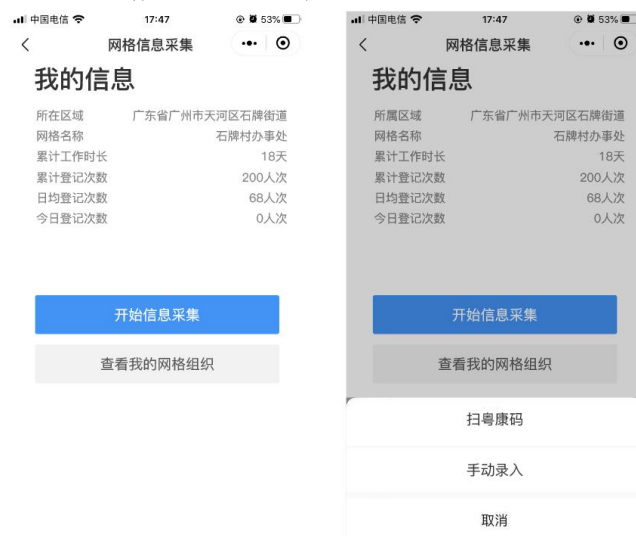 中国电信 17:47 53%
网格信息采集
我的信息
所在区域 广东省广州市天河区石牌街道
网格名称 石牌村办事处
累计工作时长 18天
累计登记次数 200人次
日均登记次数 68人次
今日登记次数 0人次
开始信息采集
查看我的网格组织
中国电信 17:47 53%
网格信息采集
我的信息
所属区域 广东省广州市天河区石牌街道
网格名称 石牌村办事处
累计工作时长 18天
累计登记次数 200人次
日均登记次数 68人次
今日登记次数 0人次
开始信息采集
查看我的网格组织
扫粤康码
手动录入
取消